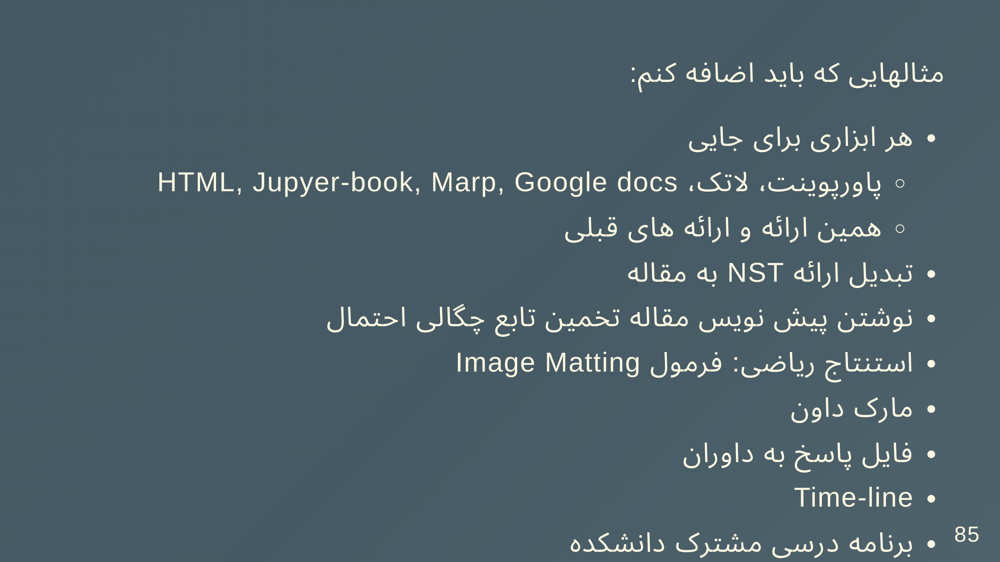 مثالهایی که باید اضافه کنم:
• هر ابزاری برای جایی
○ پاورپوینت، لاتک، HTML, Jupyer-book, Marp, Google docs
○ همین ارائه و ارائه های قبلی
• تبدیل ارائه NST به مقاله
• نوشتن پیش نویس مقاله تخمین تابع چگالی احتمال
• استنتاج ریاضی: فرمول Image Matting
• مارک داون
• فایل پاسخ به داوران
• Time-line
• برنامه درسی مشترک دانشکده
85